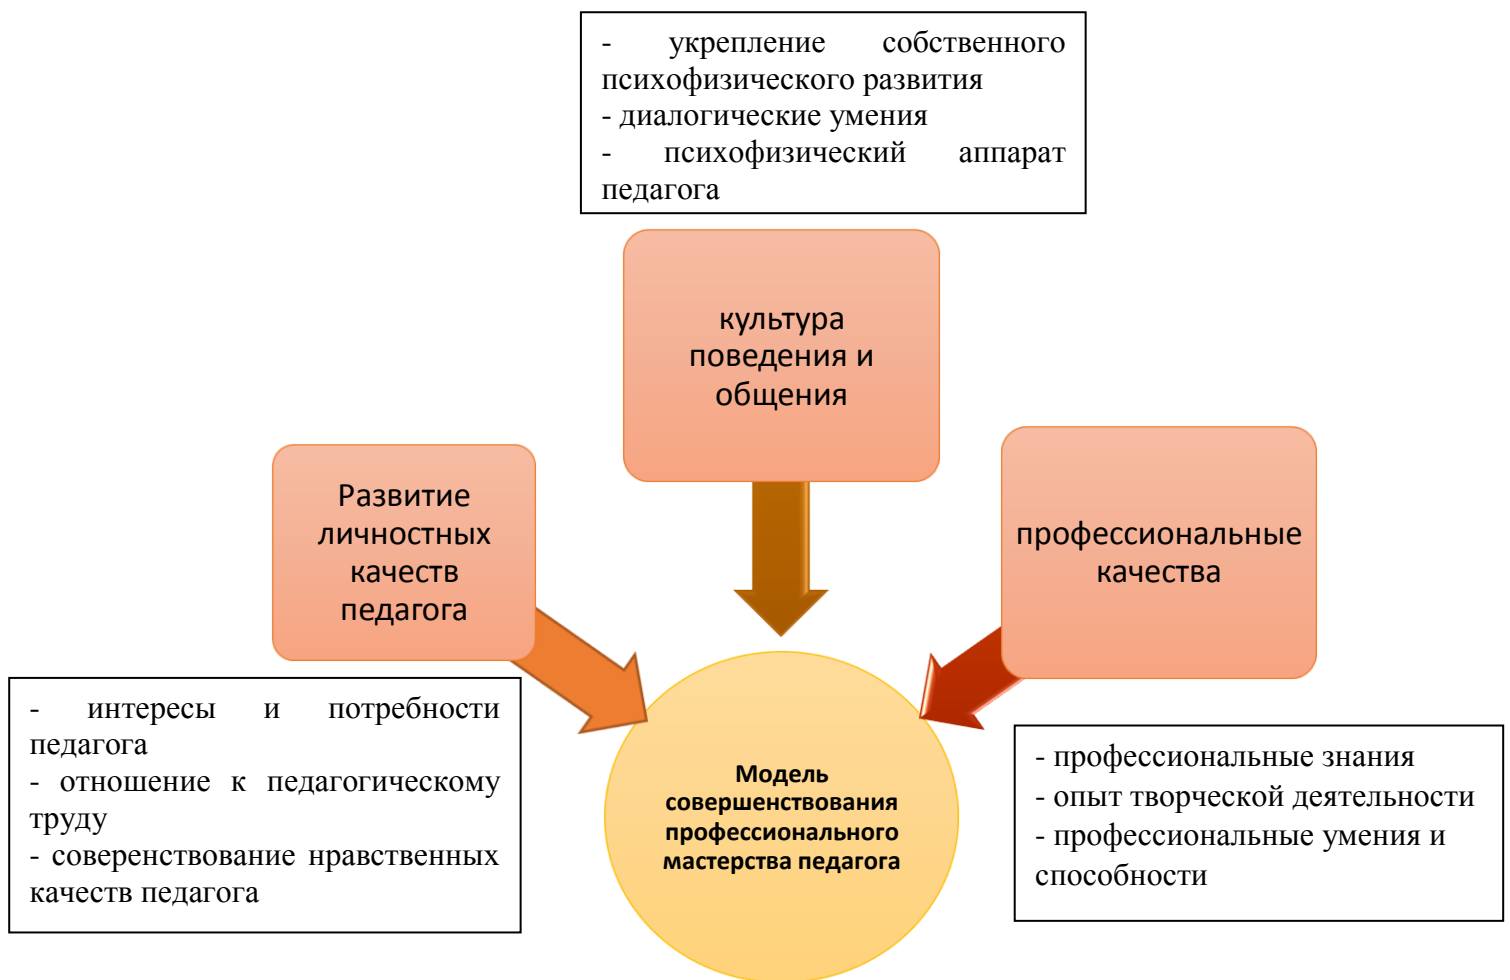 - укрепление собственного
психофизического развития
- диалогические умения
- психофизический аппарат
педагога
культура
поведения и
общения
Развитие
личностных
качеств
педагога
профессиональные
качества
- интересы и потребности
педагога
- отношение к педагогическому
труду
- соверенствование нравственных
качеств педагога
Модель
совершенствования
профессионального
мастерства педагога
- профессиональные знания
- опыт творческой деятельности
- профессиональные умения и
способности